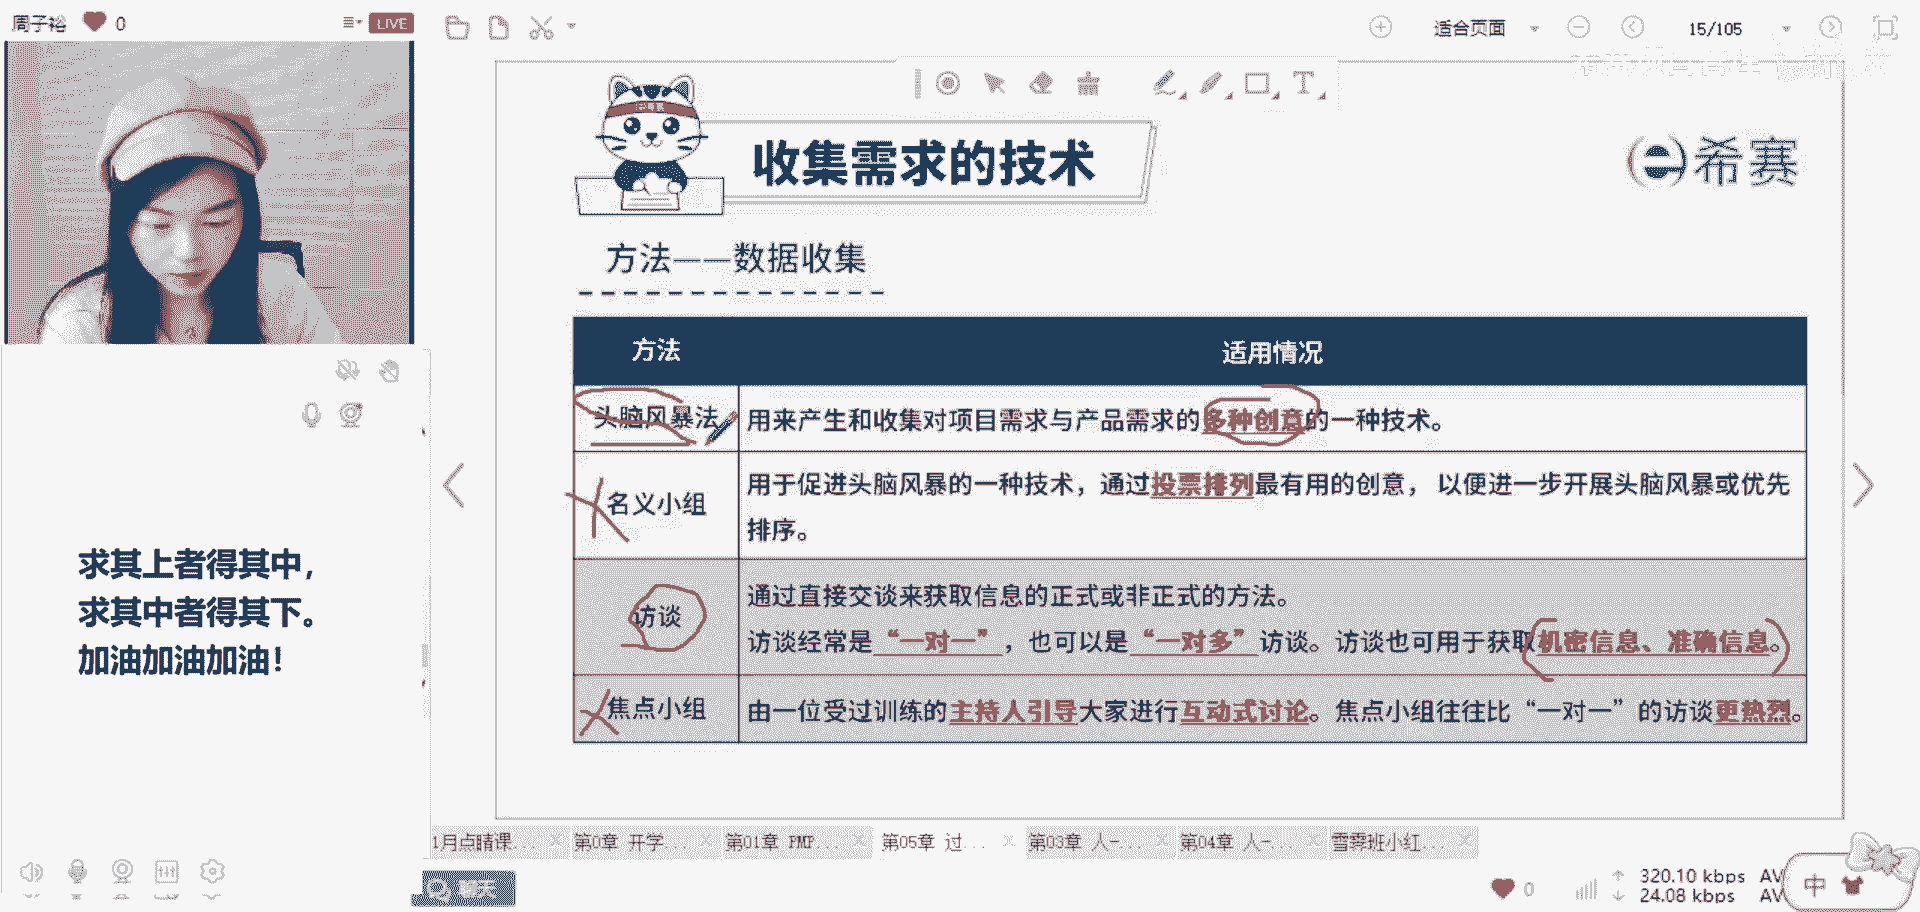 周子裕 0 LIVE
适合页面 15/105
收集需求的技术
希赛
方法——数据收集
方法 适用情况
头脑风暴法 用来产生和收集对项目需求与产品需求的多种创意的一种技术。
名义小组 用于促进头脑风暴的一种技术，通过投票排列最有用的创意， 以便进一步开展头脑风暴或优先
排序。
访谈 通过直接交谈来获取信息的正式或非正式的方法。
访谈经常是“一对一”，也可以是“一对多”访谈。访谈也可用于获取机密信息、准确信息。
焦点小组 由一位受过训练的主持人引导大家进行互动式讨论。焦点小组往往比“一对一”的访谈更热烈。
求其上者得其中，
求其中者得其下。
加油加油加油！
1月点睛课... 第0章 开学... 第01章 PMP... 第05章 过... 第03章 人-... 第04章 人-... 雪霁班小红...
聊天
0 320.10 kbps AV 中
24.08 kbps AV